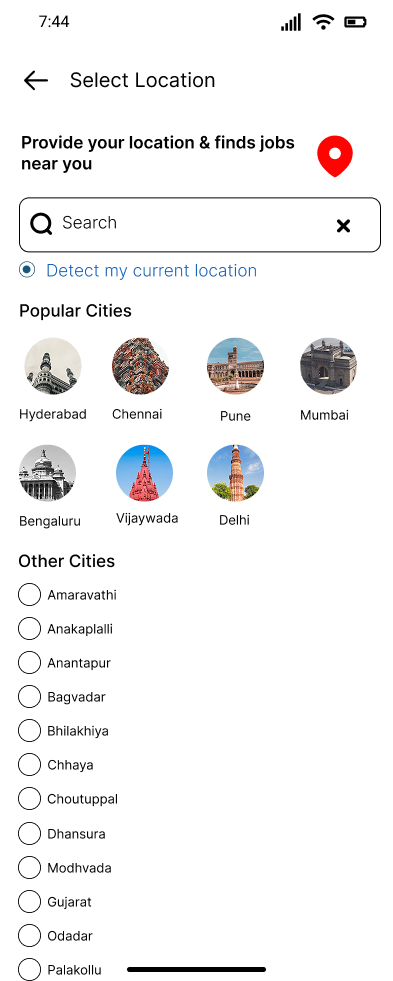 7:44
Select Location
Provide your location & finds jobs
near you
Search
Detect my current location
Popular Cities
Hyderabad
Chennai
Pune
Mumbai
Bengaluru
Vijaywada
Delhi
Other Cities
Amaravathi
Anakaplalli
Anantapur
Bagvadar
Bhilakhiya
Chhaya
Choutuppal
Dhansura
Modhvada
Gujarat
Odadar
Palakollu